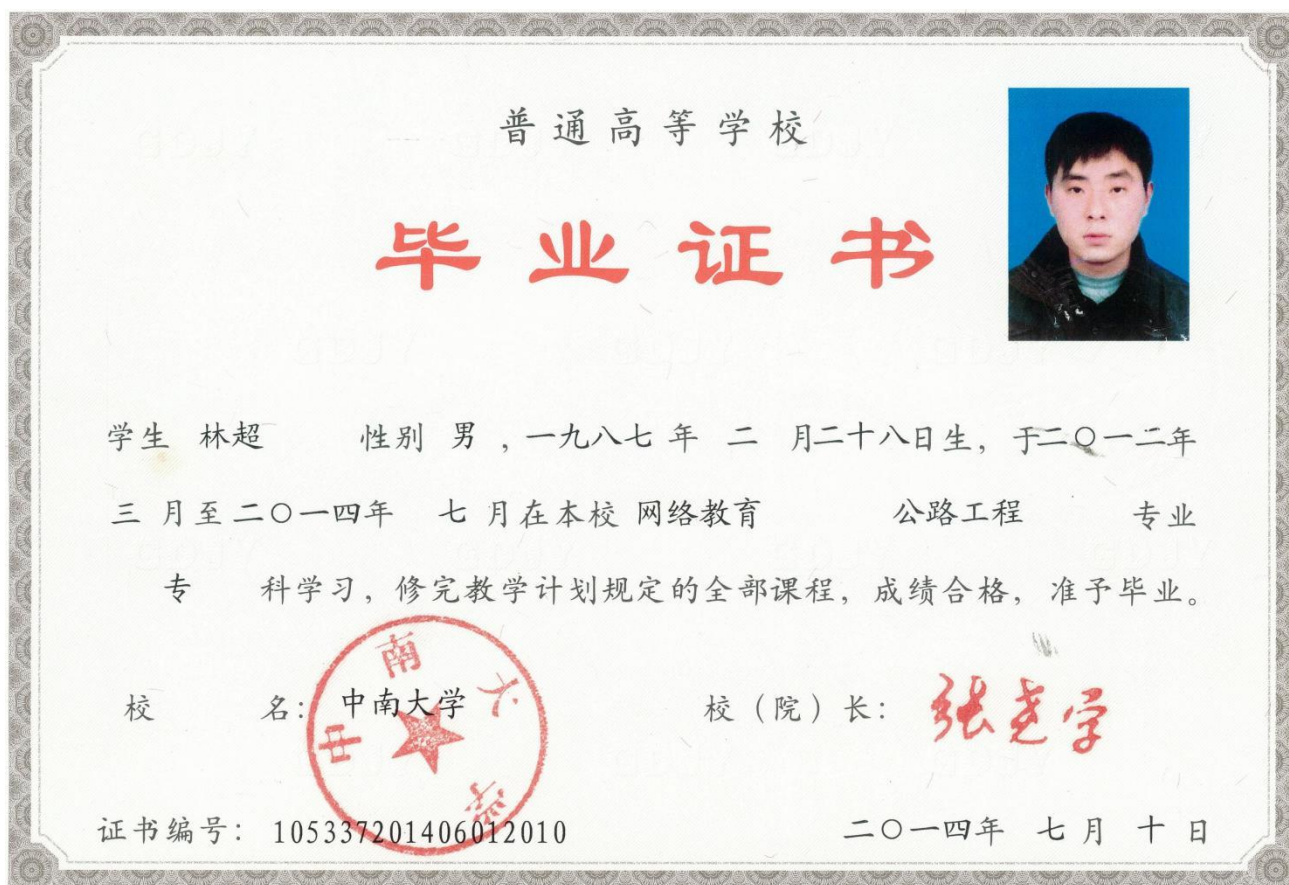 普通高等学校
毕业证书
学生 林超 性别 男 ，一九八七 年 二 月二十八日生，于二〇一二年
三 月至二〇一四年 七 月在本校 网络教育 公路工程 专业
专 科学习，修完教学计划规定的全部课程，成绩合格，准予毕业。
校 名： 中南大学 校（院）长： 张尧学
中南大学
证书编号： 105337201406012010 二〇一四年 七月 十 日